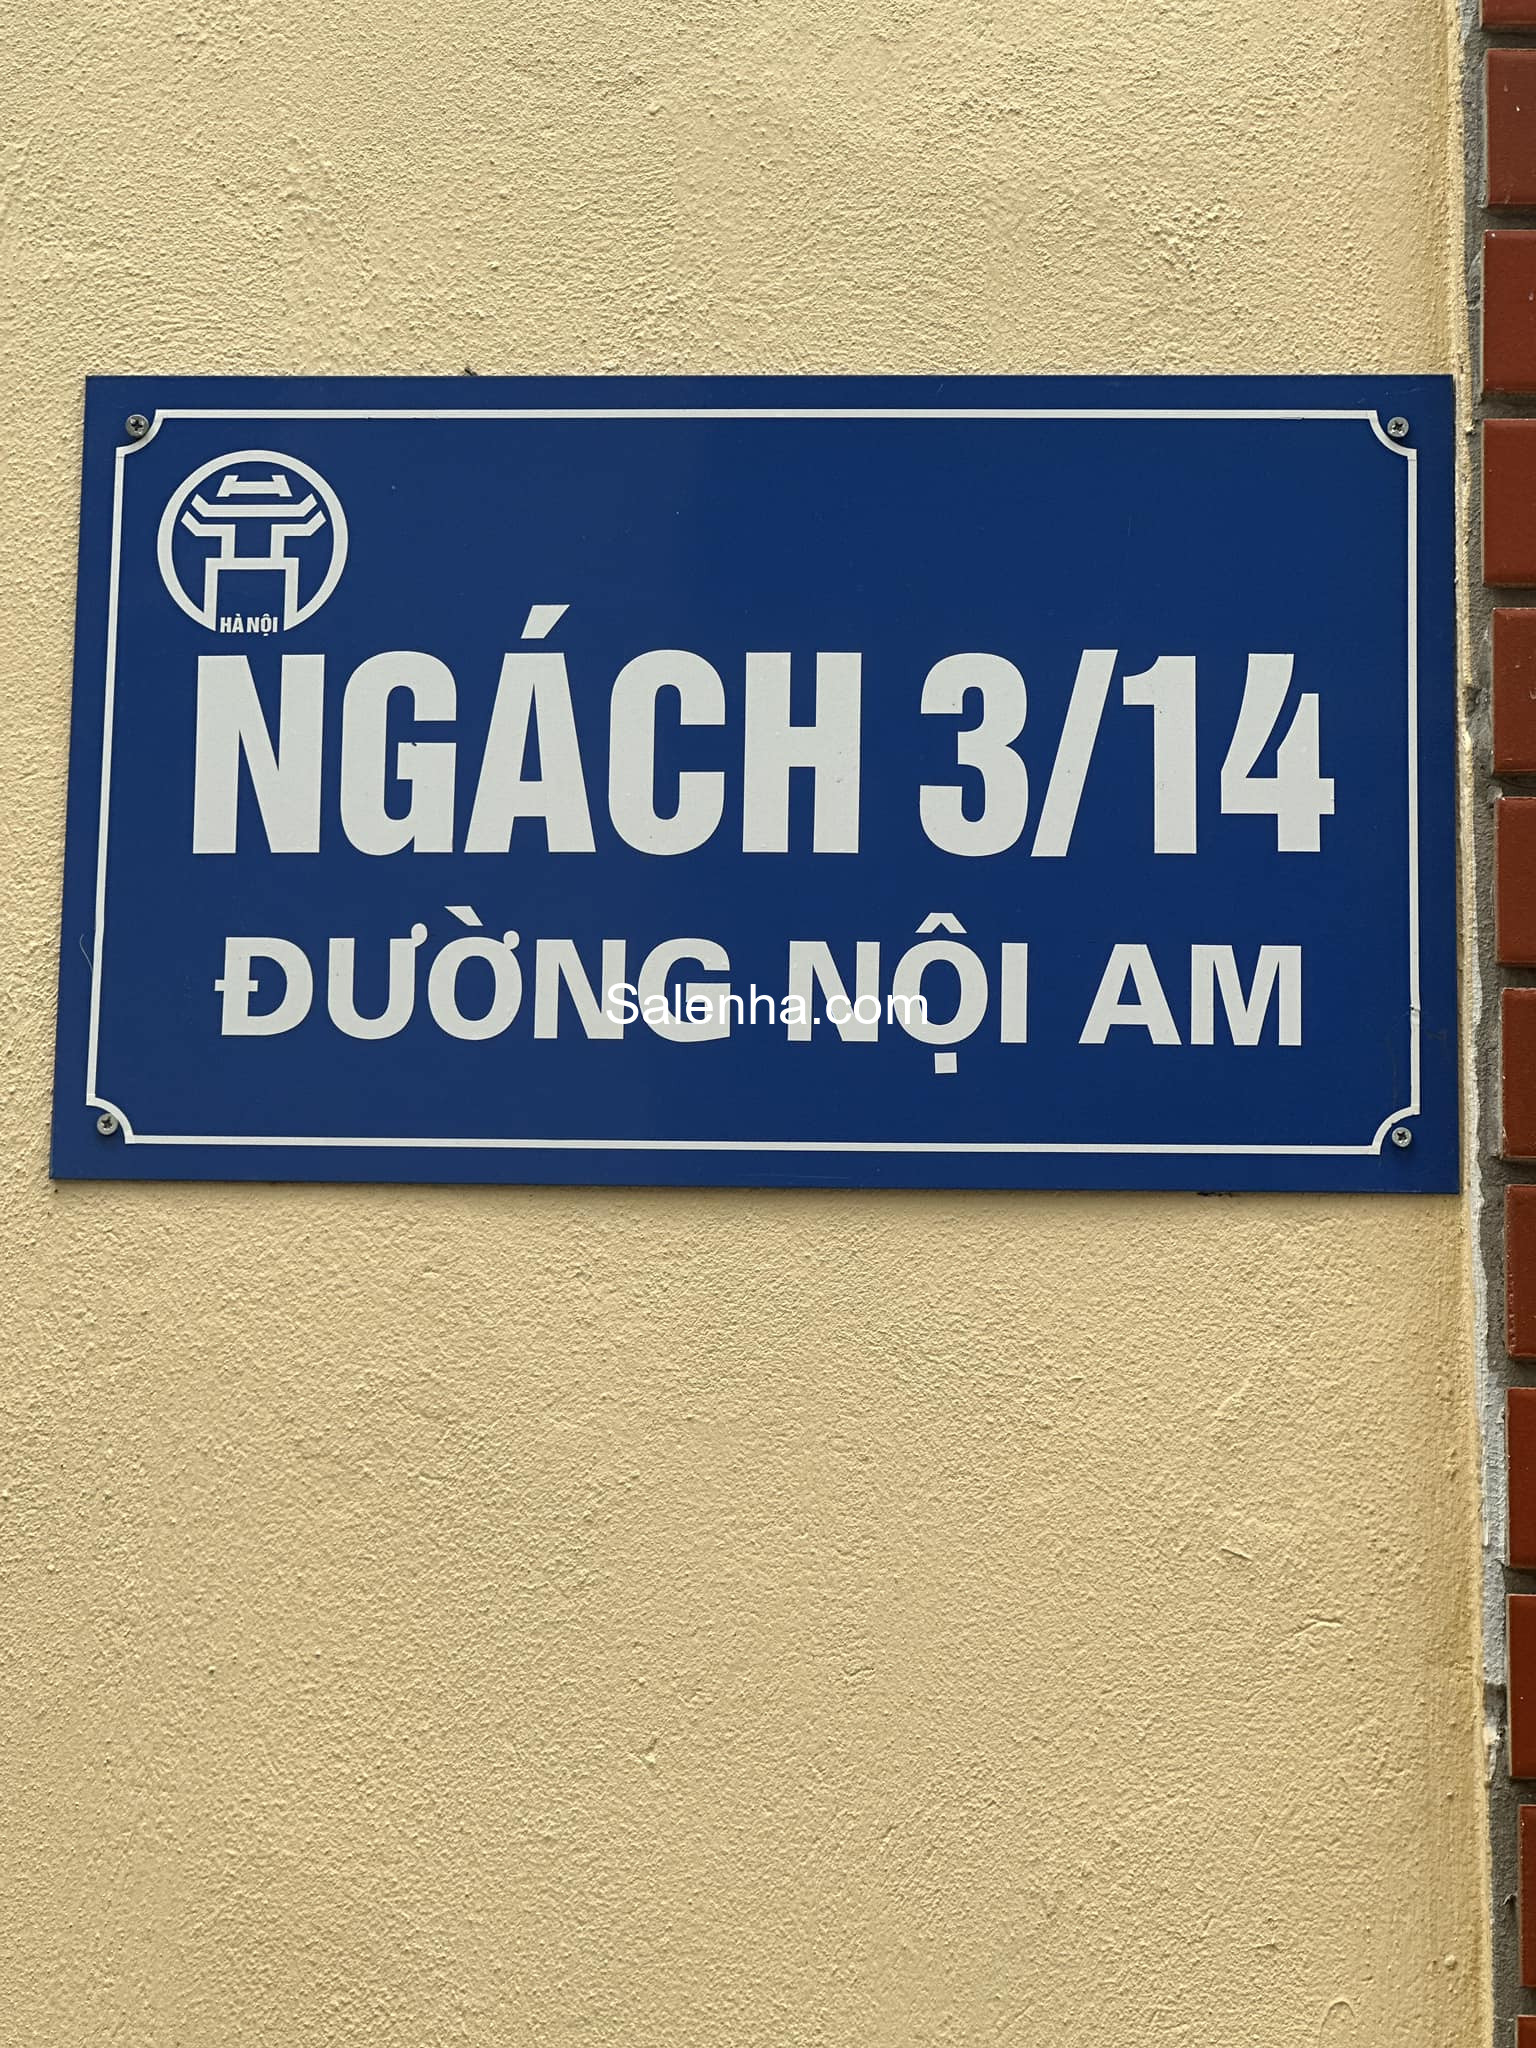 HÀ NỘI
NGÁCH 3/14
ĐƯỜNG NỘI AM
Salenha.com